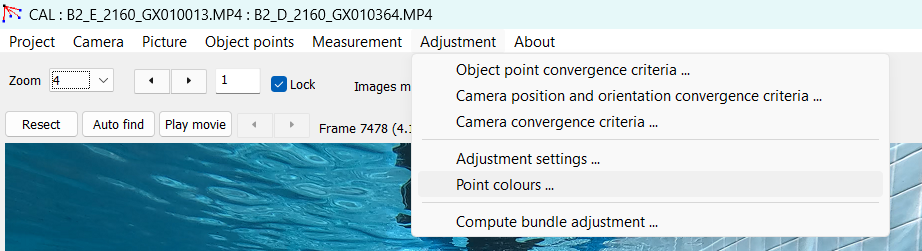 CAL : B2_E_2160_GX010013.MP4 : B2_D_2160_GX010364.MP4
Project Camera Picture Object points Measurement Adjustment About
Zoom 4 1 Lock Images m
Resect Auto find Play movie Frame 7478 (4.1
Object point convergence criteria ...
Camera position and orientation convergence criteria ...
Camera convergence criteria ...
Adjustment settings ...
Point colours ...
Compute bundle adjustment ...